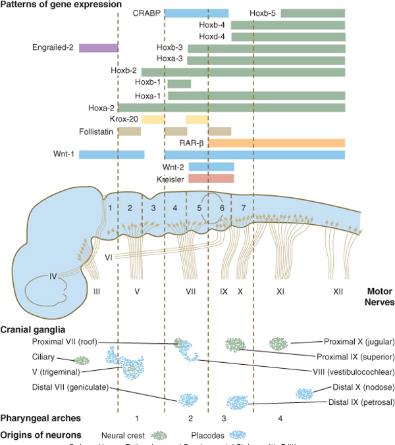 Patterns of gene expression
CRABP
Hoxb-5
Hoxb-4
Hoxd-4
Engrailed-2
Hoxb-3
Hoxa-3
Hoxb-2
Hoxb-1
Hoxa-1
Hoxa-2
Krox-20
Follistatin
RAR-β
Wnt-1
Wnt-2
Kreisler
1 2 3 4 5 6 7
VI
IV
III V VII IX X XI XII
Motor
Nerves
Cranial ganglia
Proximal VII (roof)
Proximal X (jugular)
Ciliary
Proximal IX (superior)
V (trigeminal)
VIII (vestibulocochlear)
Distal VII (geniculate)
Distal X (nodose)
Distal IX (petrosal)
Pharyngeal arches 1 2 3 4
Origins of neurons Neural crest Placodes